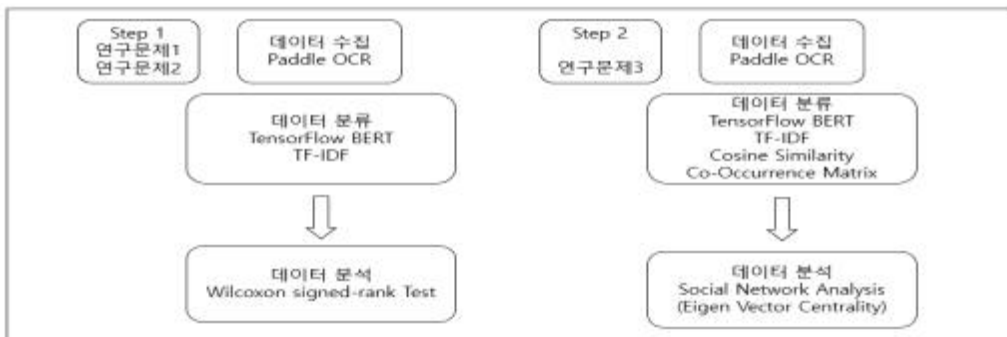 Step 1
연구문제1
연구문제2
데이터 수집
Paddle OCR
데이터 분류
TensorFlow BERT
TF-IDF
데이터 분석
Wilcoxon signed-rank Test
Step 2
연구문제3
데이터 수집
Paddle OCR
데이터 분류
TensorFlow BERT
TF-IDF
Cosine Similarity
Co-Occurrence Matrix
데이터 분석
Social Network Analysis
(Eigen Vector Centrality)